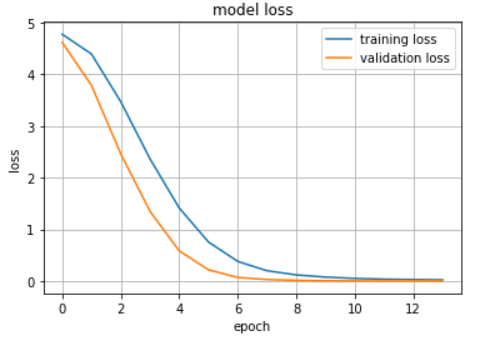 model loss
training loss
validation loss
5
4
3
2
1
0
loss
0 2 4 6 8 10 12
epoch